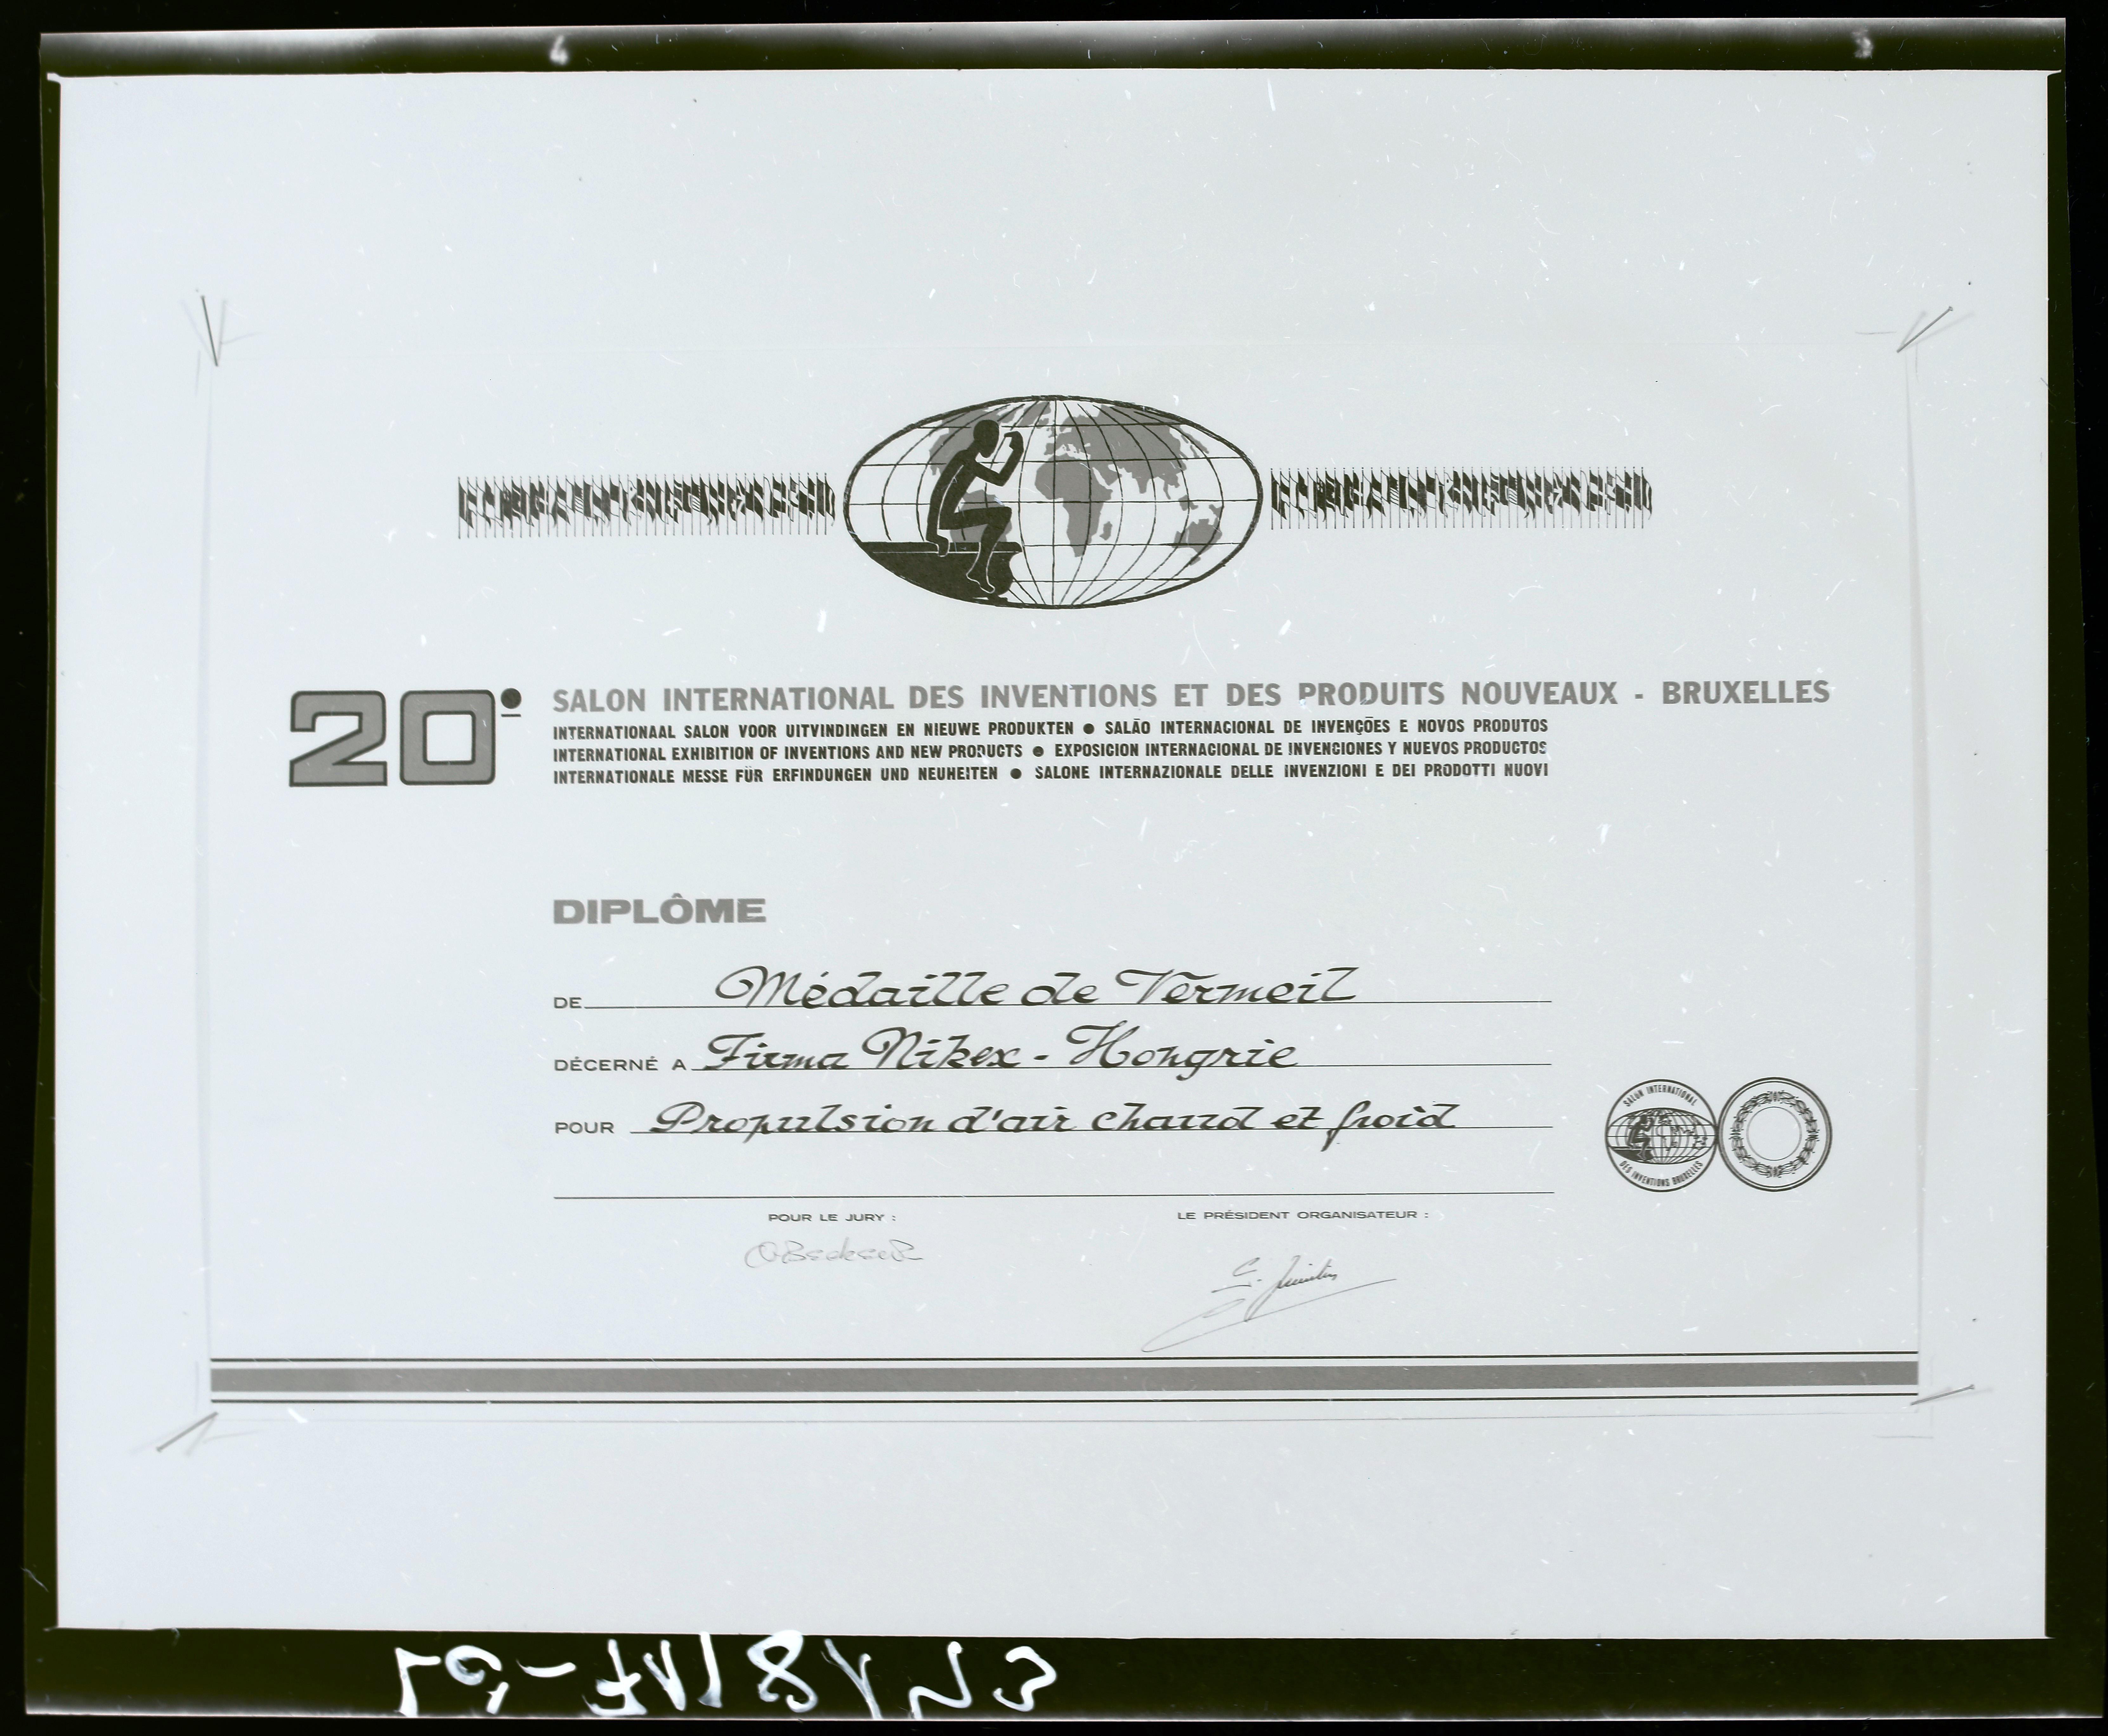 20°
SALON INTERNATIONAL DES INVENTIONS ET DES PRODUITS NOUVEAUX - BRUXELLES
INTERNATIONAAL SALON VOOR UITVINDINGEN EN NIEUWE PRODUKTEN ● SALÃO INTERNACIONAL DE INVENÇÕES E NOVOS PRODUTOS
INTERNATIONAL EXHIBITION OF INVENTIONS AND NEW PRODUCTS ● EXPOSICION INTERNACIONAL DE INVENCIONES Y NUEVOS PRODUCTOS
INTERNATIONALE MESSE FÜR ERFINDUNGEN UND NEUHEITEN ● SALONE INTERNAZIONALE DELLE INVENZIONI E DEI PRODOTTI NUOVI
DIPLÔME
DE Médaille de Vermeil
DÉCERNÉ A Firma Nikex - Hongrie
POUR Propulsion d'air chaud et froid
SALON INTERNATIONAL
DES INVENTIONS BRUXELLES
POUR LE JURY :
LE PRÉSIDENT ORGANISATEUR :